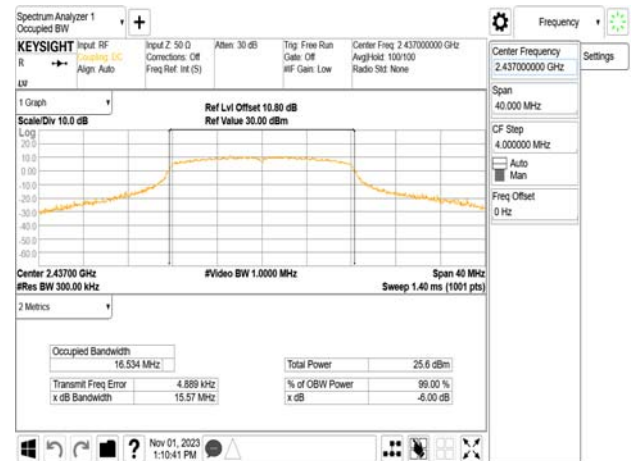 Spectrum Analyzer 1
Occupied BW
Frequency
KEYSIGHT
R
Input: RF
Coupling: DC
Align: Auto
Input Z: 50 Ω
Corrections: Off
Freq Ref: Int (S)
Atten: 30 dB
Trig: Free Run
Gate: Off
#IF Gain: Low
Center Freq: 2.437000000 GHz
Avg|Hold: 100/100
Radio Std: None
LXI
1 Graph
Scale/Div 10.0 dB
Ref Lvl Offset 10.80 dB
Ref Value 30.00 dBm
Log
20.0
10.0
0.00
-10.0
-20.0
-30.0
-40.0
-50.0
-60.0
Center 2.43700 GHz
#Res BW 300.00 kHz
#Video BW 1.0000 MHz
Span 40 MHz
Sweep 1.40 ms (1001 pts)
2 Metrics
Occupied Bandwidth
16.534 MHz
Transmit Freq Error 4.889 kHz
x dB Bandwidth 15.57 MHz
Total Power 25.6 dBm
% of OBW Power 99.00 %
x dB -6.00 dB
Center Frequency
2.437000000 GHz
Settings
Span
40.000 MHz
CF Step
4.000000 MHz
Auto
Man
Freq Offset
0 Hz
?
Nov 01, 2023
1:10:41 PM